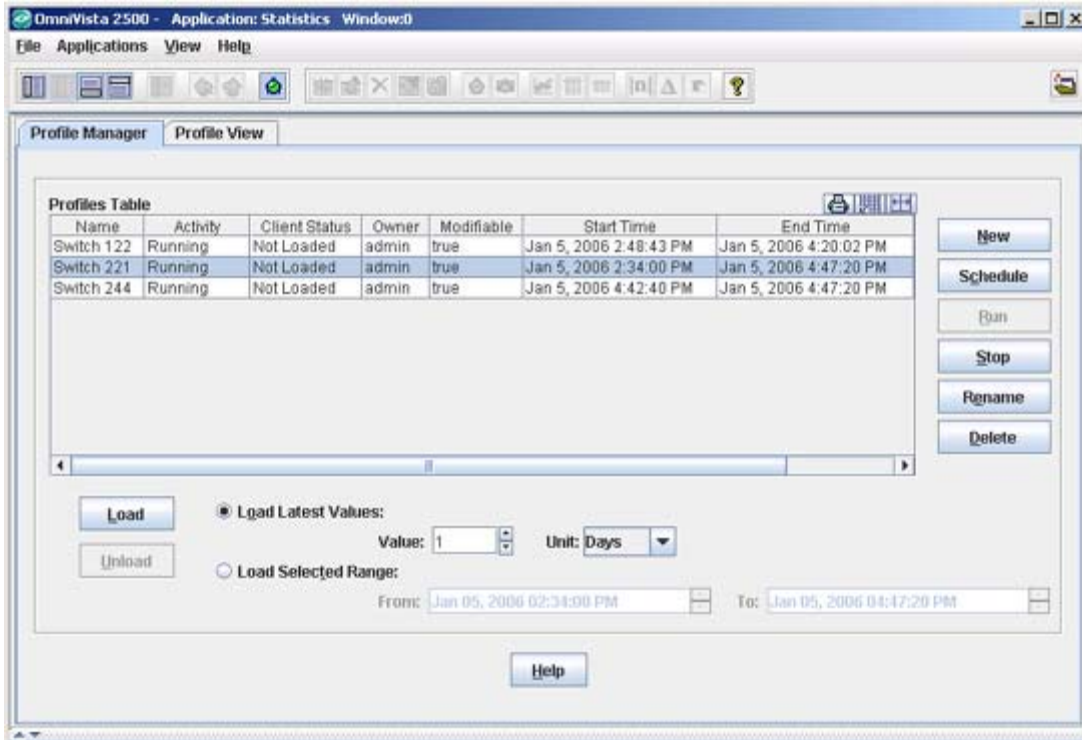 OmniVista 2500 - Application: Statistics Window:0
File Applications View Help
Profile Manager Profile View
Profiles Table
Name Activity Client Status Owner Modifiable Start Time End Time
Switch 122 Running Not Loaded admin true Jan 5, 2006 2:48:43 PM Jan 5, 2006 4:20:02 PM
Switch 221 Running Not Loaded admin true Jan 5, 2006 2:34:00 PM Jan 5, 2006 4:47:20 PM
Switch 244 Running Not Loaded admin true Jan 5, 2006 4:42:40 PM Jan 5, 2006 4:47:20 PM
New
Schedule
Run
Stop
Rename
Delete
Load
Unload
Load Latest Values:
Value: 1 Unit: Days
Load Selected Range:
From: Jan 05, 2006 02:34:00 PM To: Jan 05, 2006 04:47:20 PM
Help